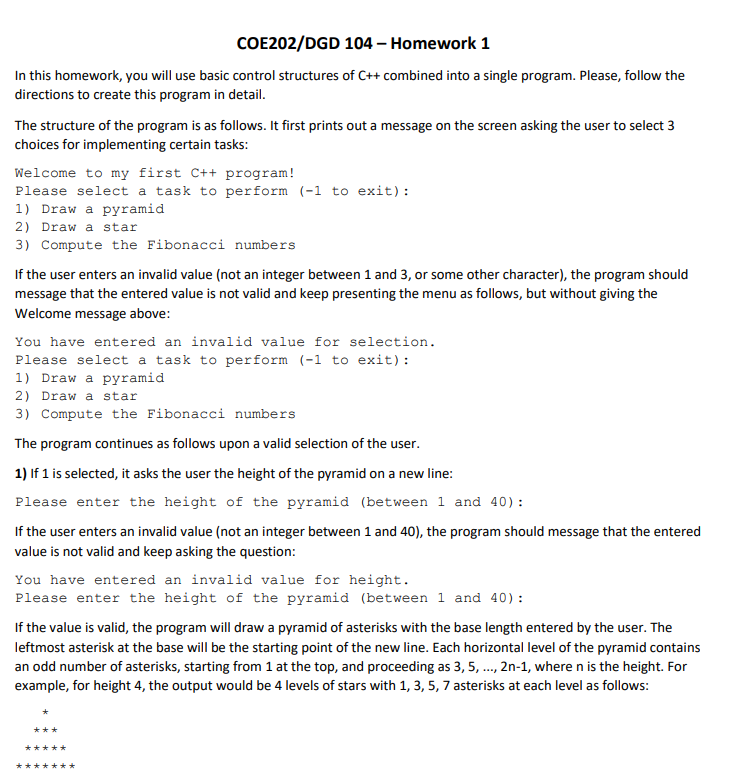 COE202/DGD 104 – Homework 1
In this homework, you will use basic control structures of C++ combined into a single program. Please, follow the
directions to create this program in detail.
The structure of the program is as follows. It first prints out a message on the screen asking the user to select 3
choices for implementing certain tasks:
Welcome to my first C++ program!
Please select a task to perform (-1 to exit):
1) Draw a pyramid
2) Draw a star
3) Compute the Fibonacci numbers
If the user enters an invalid value (not an integer between 1 and 3, or some other character), the program should
message that the entered value is not valid and keep presenting the menu as follows, but without giving the
Welcome message above:
You have entered an invalid value for selection.
Please select a task to perform (-1 to exit):
1) Draw a pyramid
2) Draw a star
3) Compute the Fibonacci numbers
The program continues as follows upon a valid selection of the user.
1) If 1 is selected, it asks the user the height of the pyramid on a new line:
Please enter the height of the pyramid (between 1 and 40):
If the user enters an invalid value (not an integer between 1 and 40), the program should message that the entered
value is not valid and keep asking the question:
You have entered an invalid value for height.
Please enter the height of the pyramid (between 1 and 40):
If the value is valid, the program will draw a pyramid of asterisks with the base length entered by the user. The
leftmost asterisk at the base will be the starting point of the new line. Each horizontal level of the pyramid contains
an odd number of asterisks, starting from 1 at the top, and proceeding as 3, 5, ..., 2n-1, where n is the height. For
example, for height 4, the output would be 4 levels of stars with 1, 3, 5, 7 asterisks at each level as follows:
   *
  ***
 *****
*******